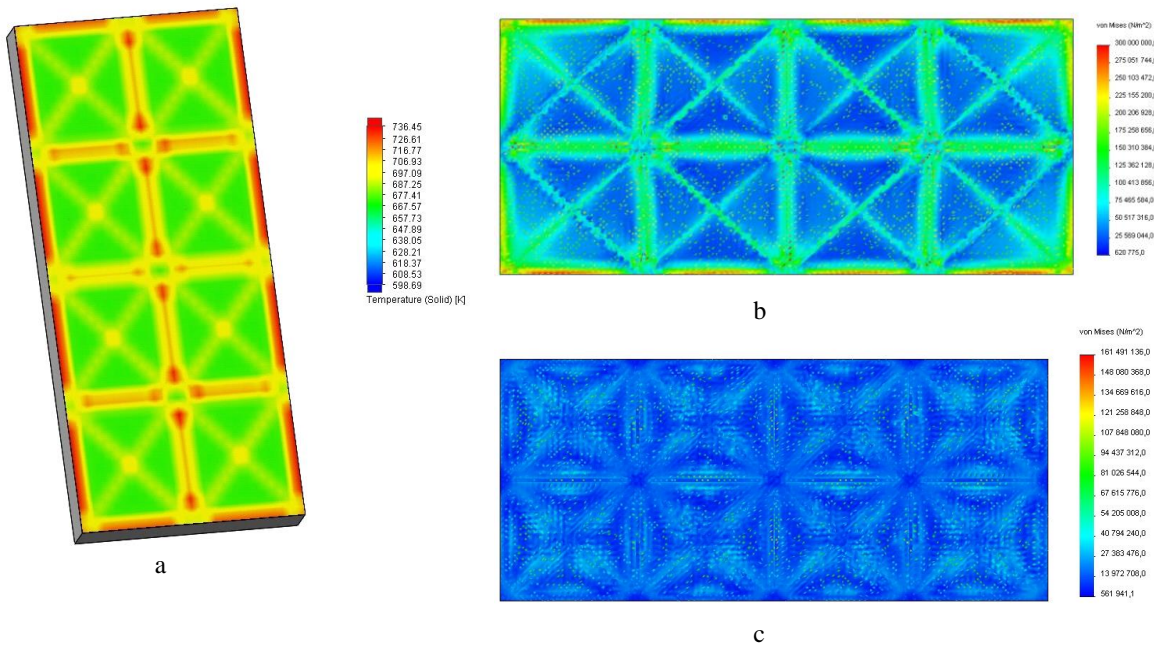 736.45
726.61
716.77
706.93
697.09
687.25
677.41
667.57
657.73
647.89
638.05
628.21
618.37
608.53
598.69
Temperature (Solid) [K]
a
von Mises (N/m^2)
300 000 000,
275 051 744,
250 103 472,
225 155 200,
200 206 928,
175 258 656,
150 310 384,
125 362 128,
100 413 856,
75 465 584,0
50 517 316,0
25 569 044,0
620 775,0
b
von Mises (N/m^2)
161 491 136,0
148 080 368,0
134 669 616,0
121 258 848,0
107 848 080,0
94 437 312,0
81 026 544,0
67 615 776,0
54 205 008,0
40 794 240,0
27 383 476,0
13 972 708,0
561 941,1
c